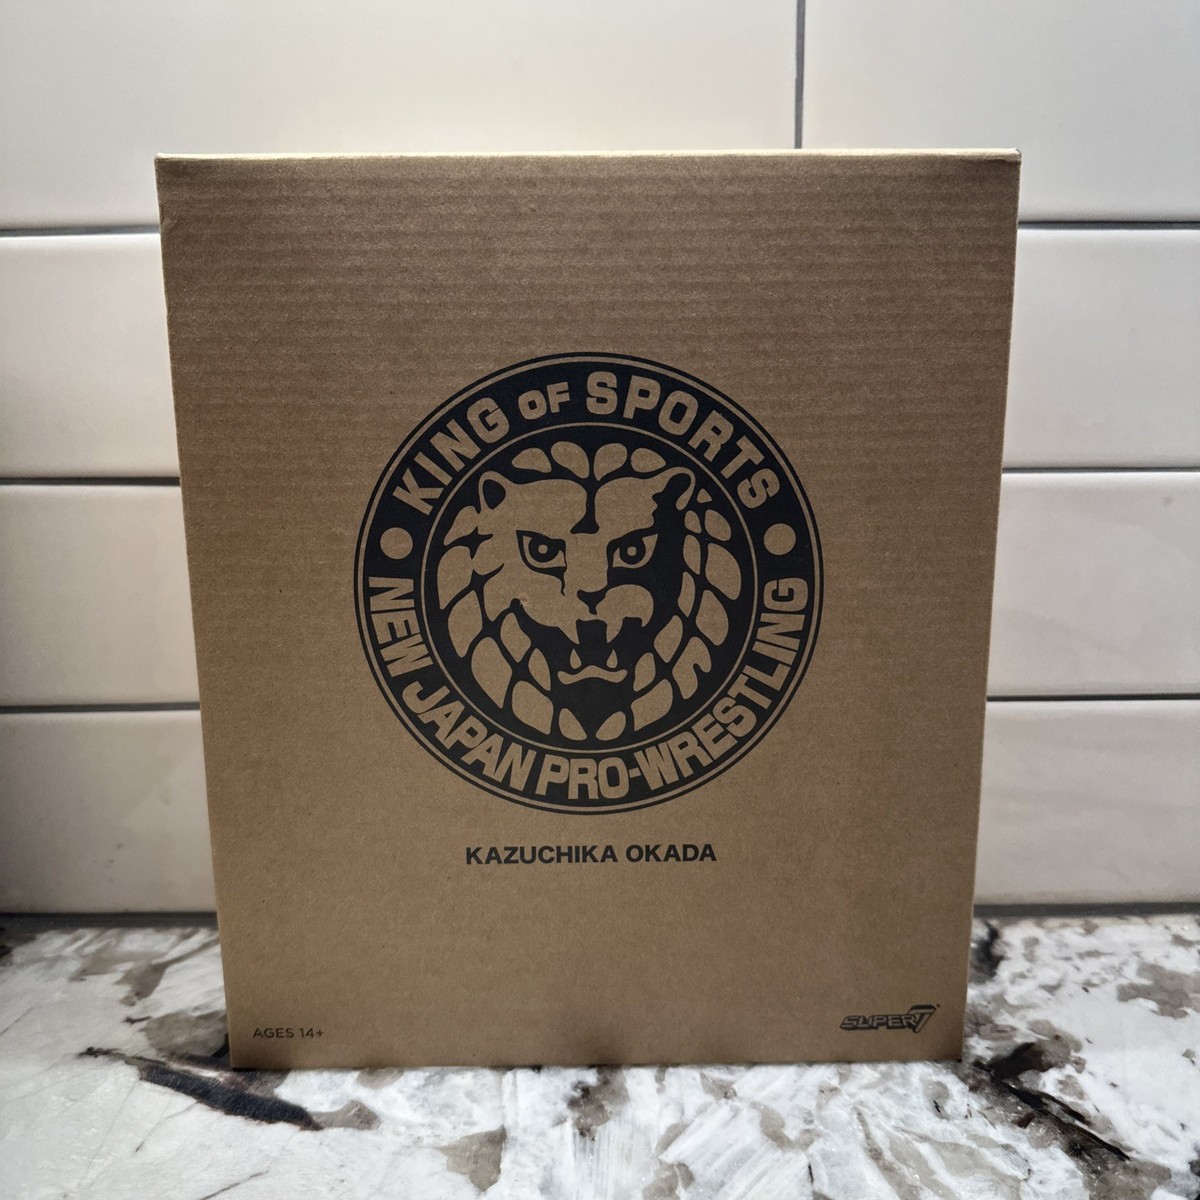 KING OF SPORTS
NEW JAPAN PRO-WRESTLING
KAZUCHIKA OKADA
AGES 14+
SUPER7